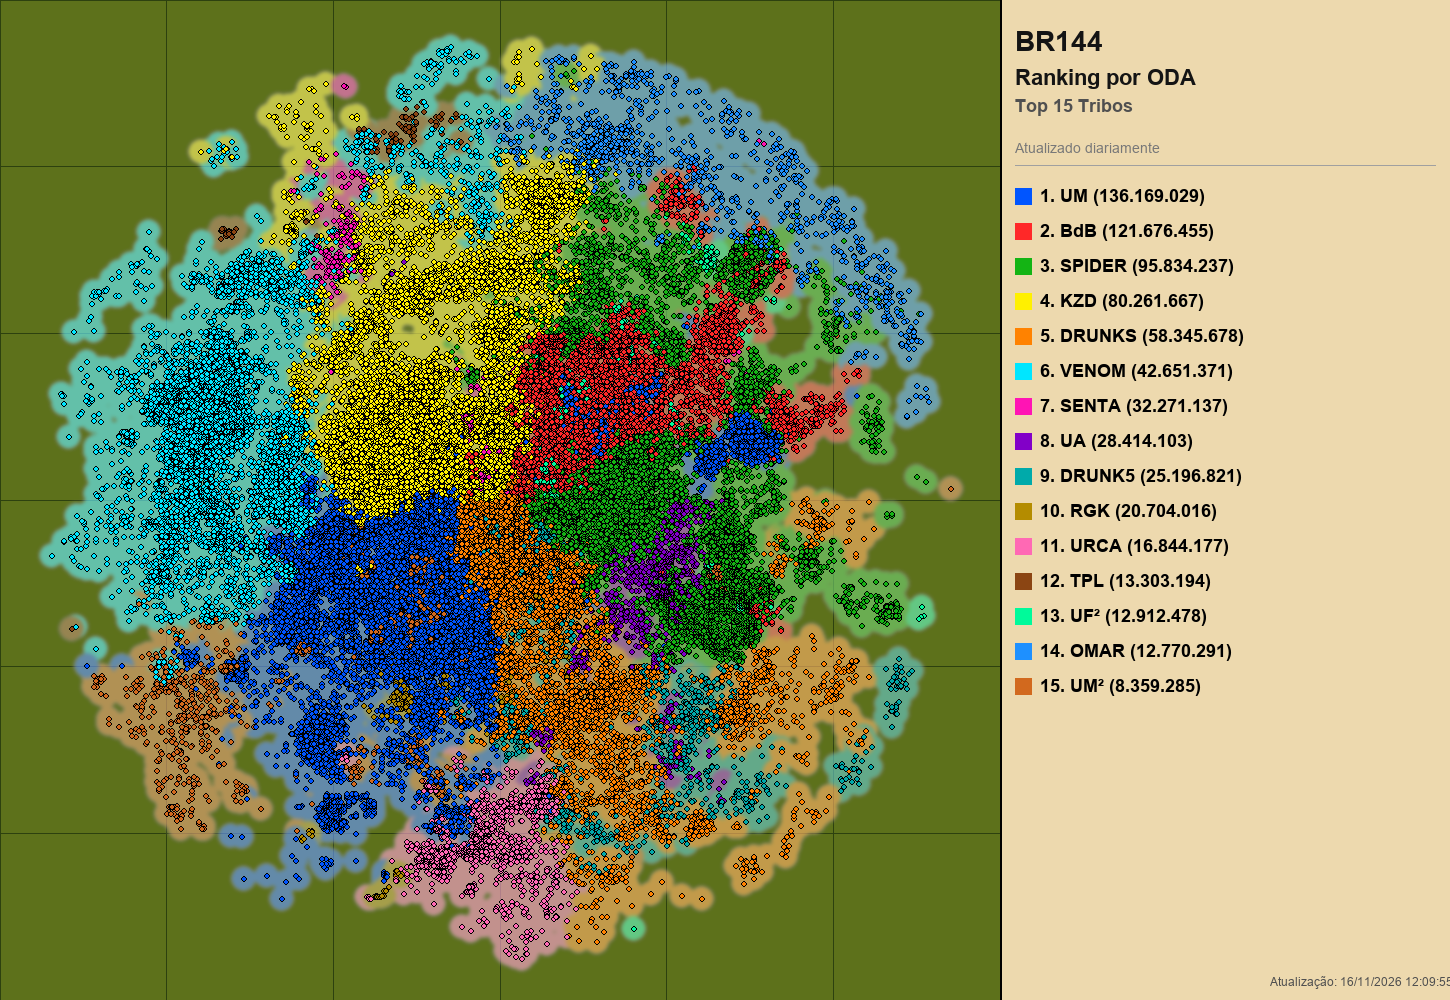 BR144
Ranking por ODA
Top 15 Tribos
Atualizado diariamente
1. UM (136.169.029)
2. BdB (121.676.455)
3. SPIDER (95.834.237)
4. KZD (80.261.667)
5. DRUNKS (58.345.678)
6. VENOM (42.651.371)
7. SENTA (32.271.137)
8. UA (28.414.103)
9. DRUNK5 (25.196.821)
10. RGK (20.704.016)
11. URCA (16.844.177)
12. TPL (13.303.194)
13. UF² (12.912.478)
14. OMAR (12.770.291)
15. UM² (8.359.285)
Atualização: 16/11/2026 12:09:55